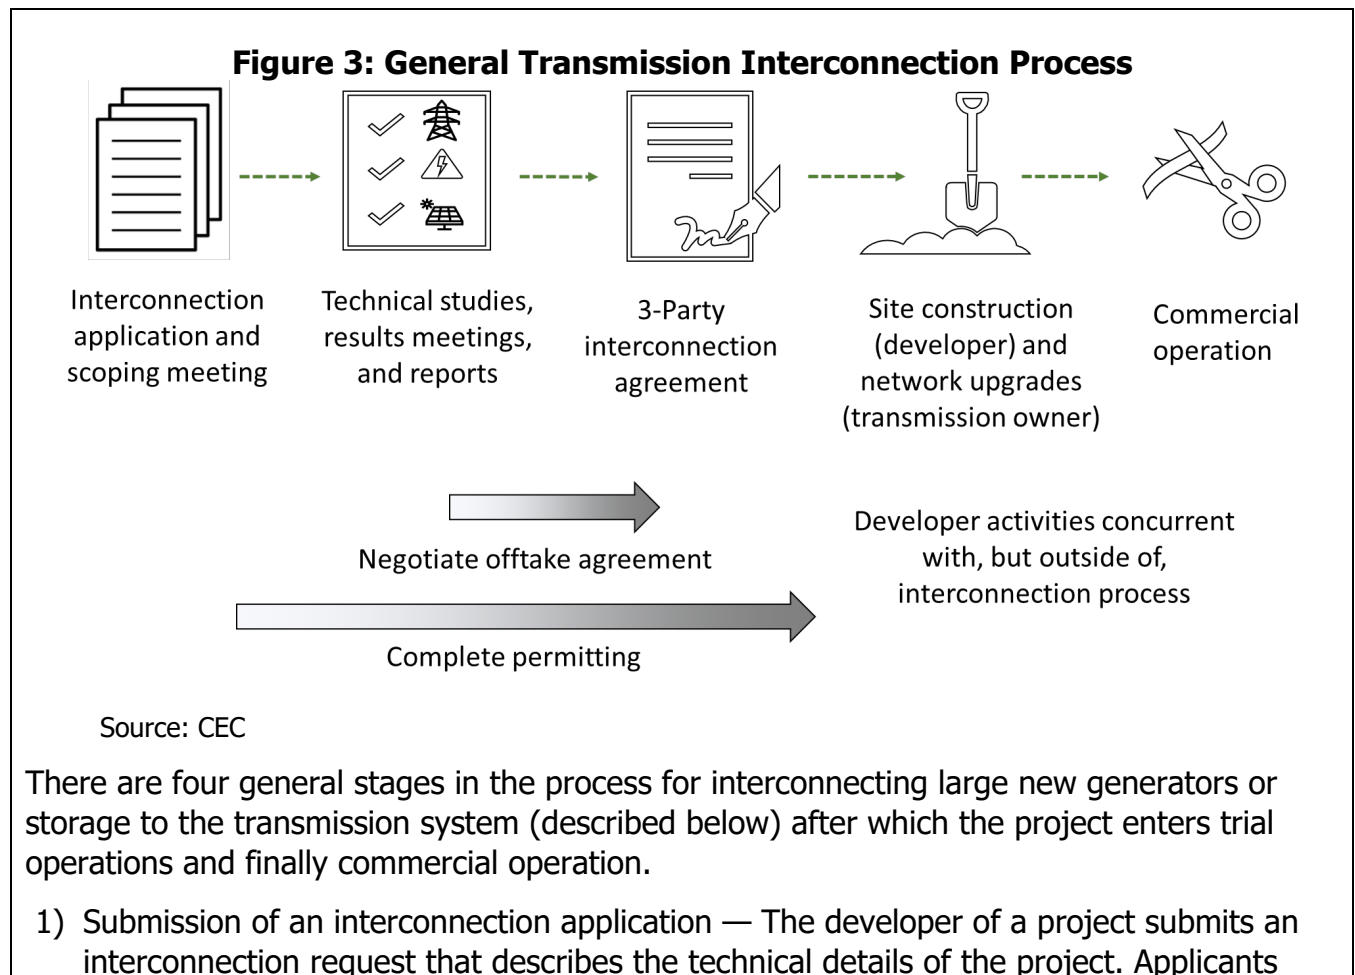 Figure 3: General Transmission Interconnection Process
Interconnection
application and
scoping meeting
Technical studies,
results meetings,
and reports
3-Party
interconnection
agreement
Site construction
(developer) and
network upgrades
(transmission owner)
Commercial
operation
Negotiate offtake agreement
Complete permitting
Developer activities concurrent
with, but outside of,
interconnection process
Source: CEC
There are four general stages in the process for interconnecting large new generators or
storage to the transmission system (described below) after which the project enters trial
operations and finally commercial operation.
1) Submission of an interconnection application — The developer of a project submits an
interconnection request that describes the technical details of the project. Applicants